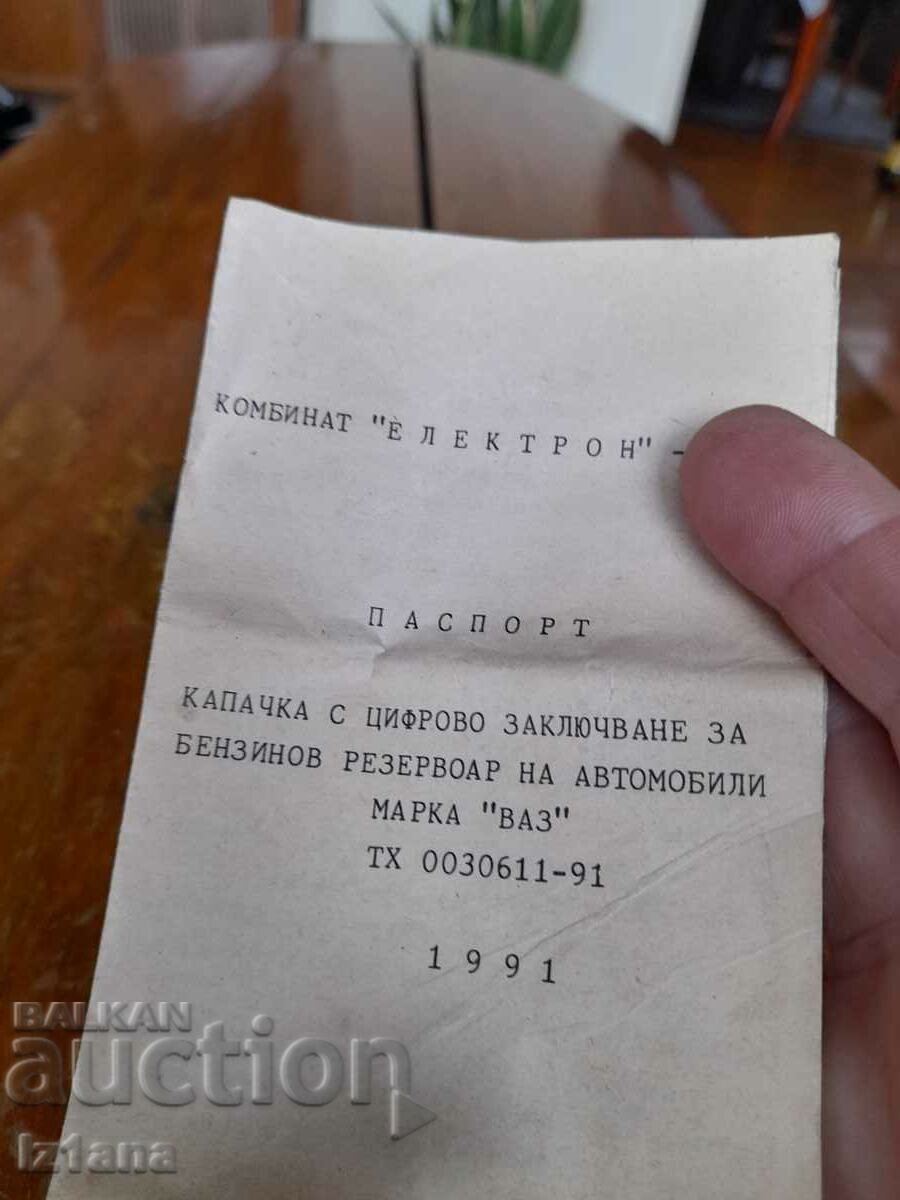 КОМБИНАТ "ЕЛЕКТРОН" -
ПАСПОРТ
КАПАЧКА С ЦИФРОВО ЗАКЛЮЧВАНЕ ЗА
БЕНЗИНОВ РЕЗЕРВОАР НА АВТОМОБИЛИ
МАРКА "ВАЗ"
ТХ 0030611-91
1991
BALKAN
auction
Iz1ana